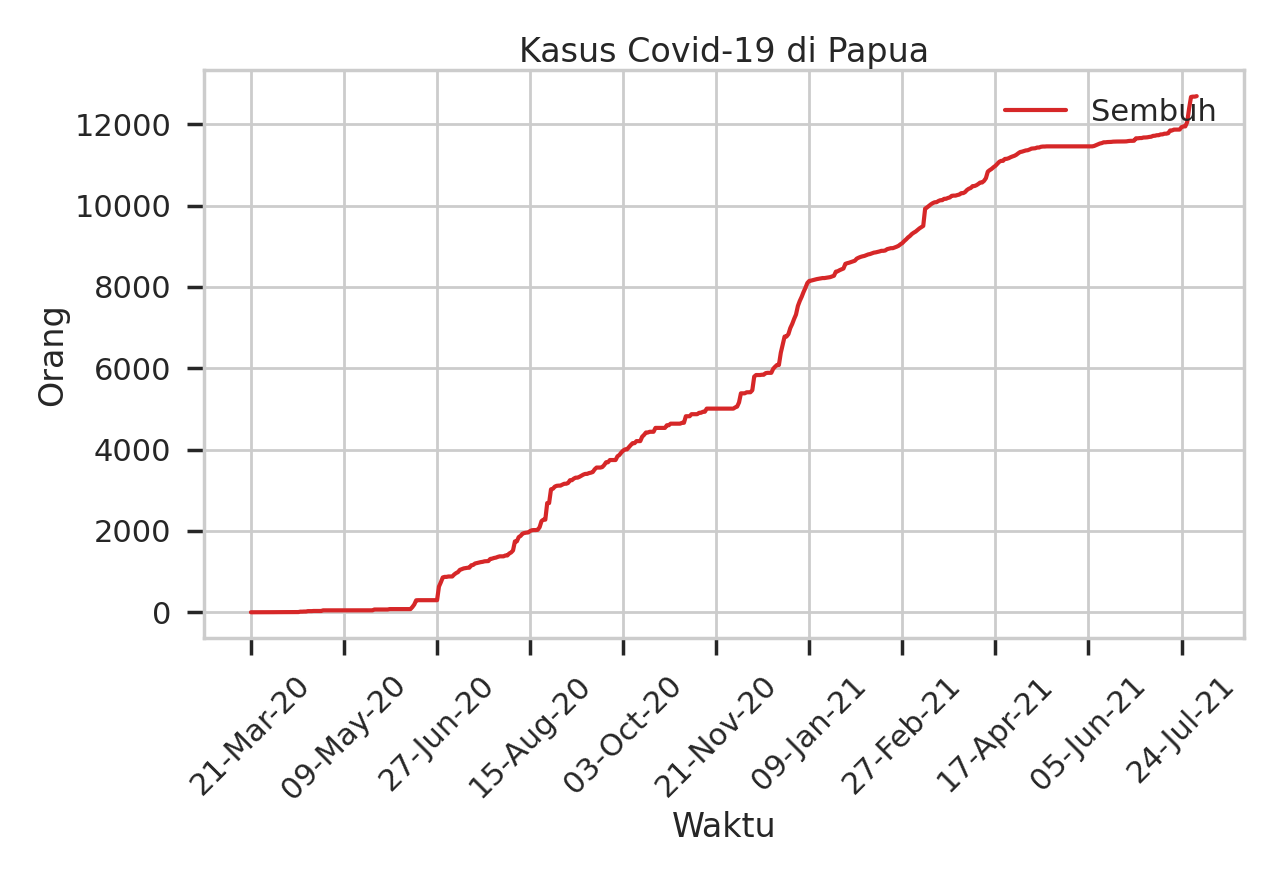 Kasus Covid-19 di Papua
Sembuh
12000
10000
8000
6000
4000
2000
0
Orang
21-Mar-20
09-May-20
27-Jun-20
15-Aug-20
03-Oct-20
21-Nov-20
09-Jan-21
27-Feb-21
17-Apr-21
05-Jun-21
24-Jul-21
Waktu